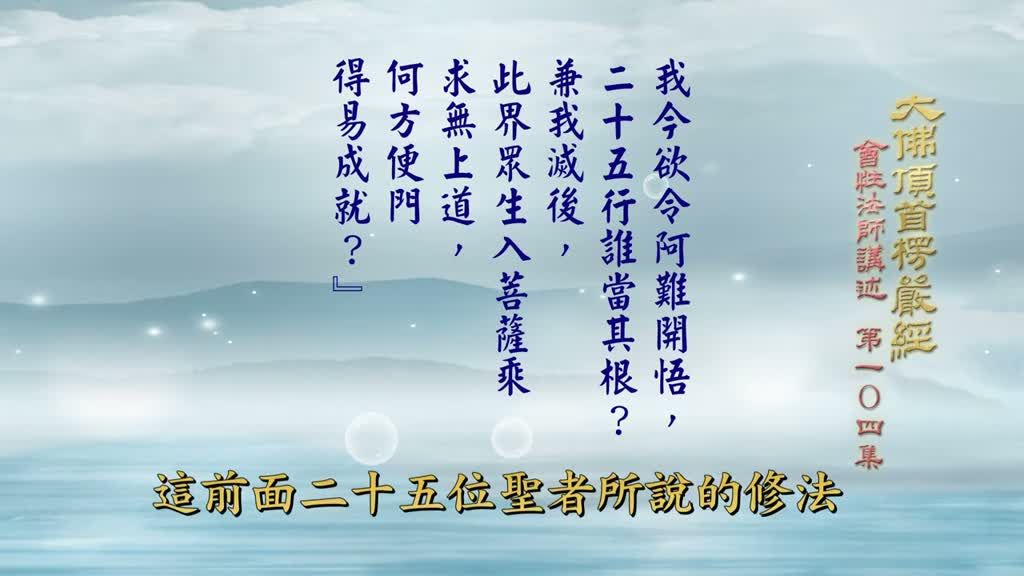 大佛頂首楞嚴經
會性法師講述 第一〇四集
我今欲令阿難開悟，
二十五行誰當其根？
兼我滅後，
此界眾生入菩薩乘
求無上道，
何方便門
得易成就？』
這前面二十五位聖者所說的修法